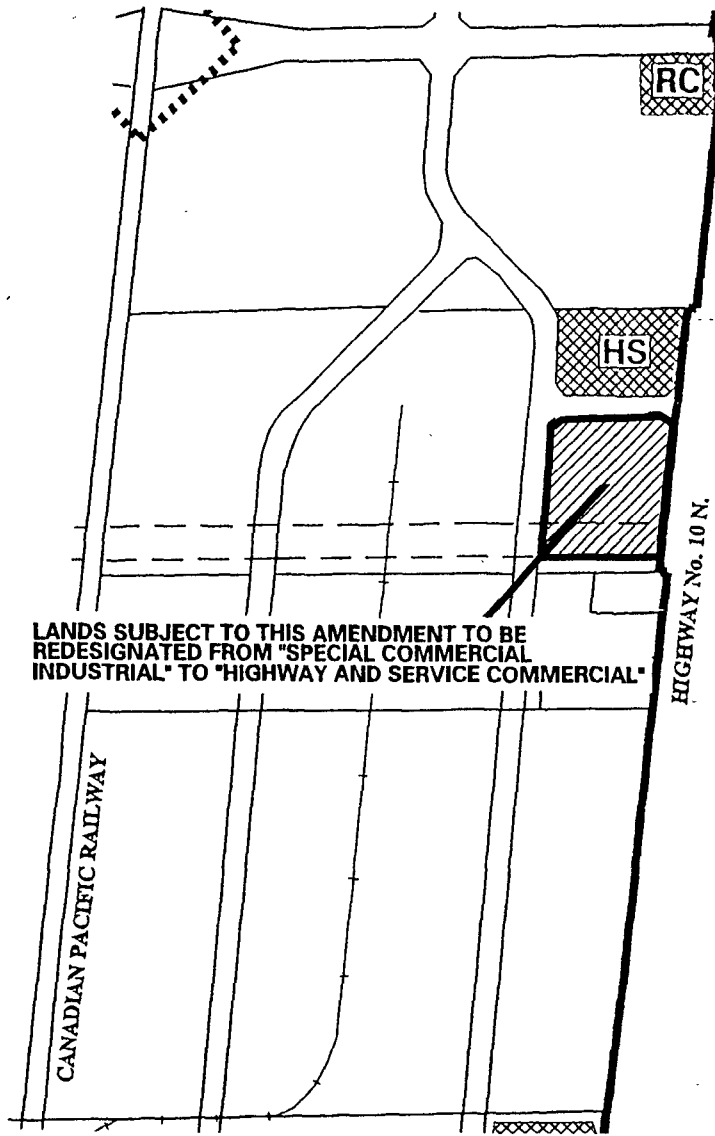 RC
HS
HIGHWAY No. 10 N.
LANDS SUBJECT TO THIS AMENDMENT TO BE
REDESIGNATED FROM "SPECIAL COMMERCIAL
INDUSTRIAL" TO "HIGHWAY AND SERVICE COMMERCIAL"
CANADIAN PACIFIC RAILWAY